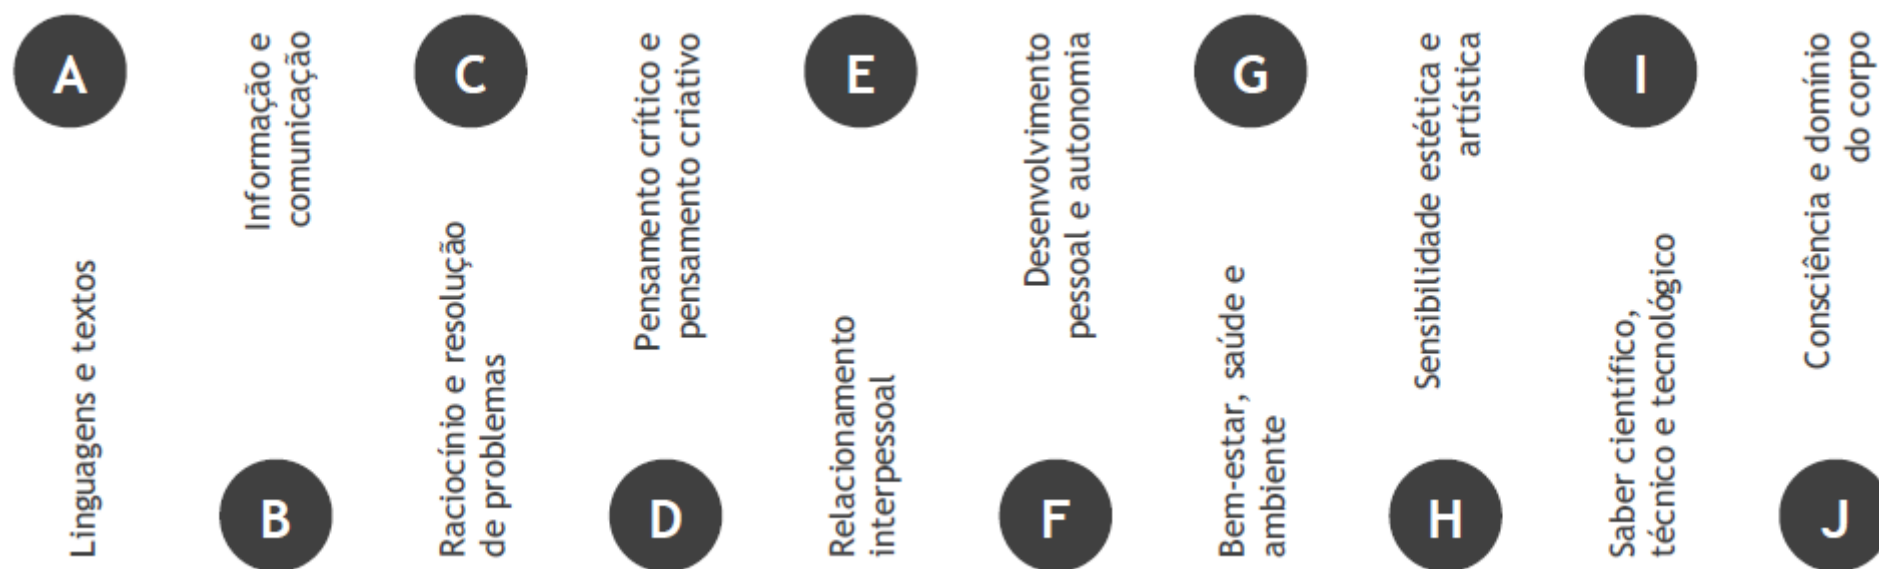 A
Linguagens e textos
B
Informação e
comunicação
C
Raciocínio e resolução
de problemas
D
Pensamento crítico e
pensamento criativo
E
Relacionamento
interpessoal
F
Desenvolvimento
pessoal e autonomia
G
Bem-estar, saúde e
ambiente
H
Sensibilidade estética e
artística
I
Saber científico,
técnico e tecnológico
J
Consciência e domínio
do corpo